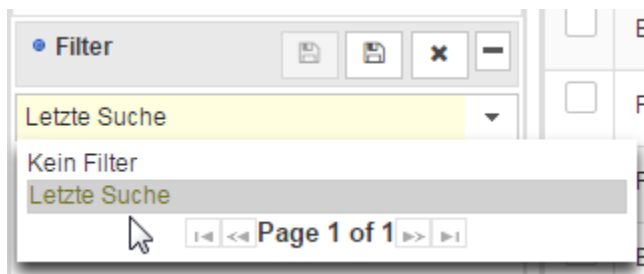 Filter
Letzte Suche
Kein Filter
Letzte Suche
Page 1 of 1